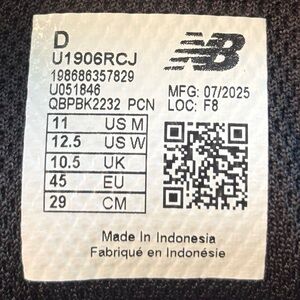 D
NB
U1906RCJ
198686357829
U051846
QBPBK2232 PCN
MFG: 07/2025
LOC: F8
11 US M
12.5 US W
10.5 UK
45 EU
29 CM
Made In Indonesia
Fabriqué en Indonésie